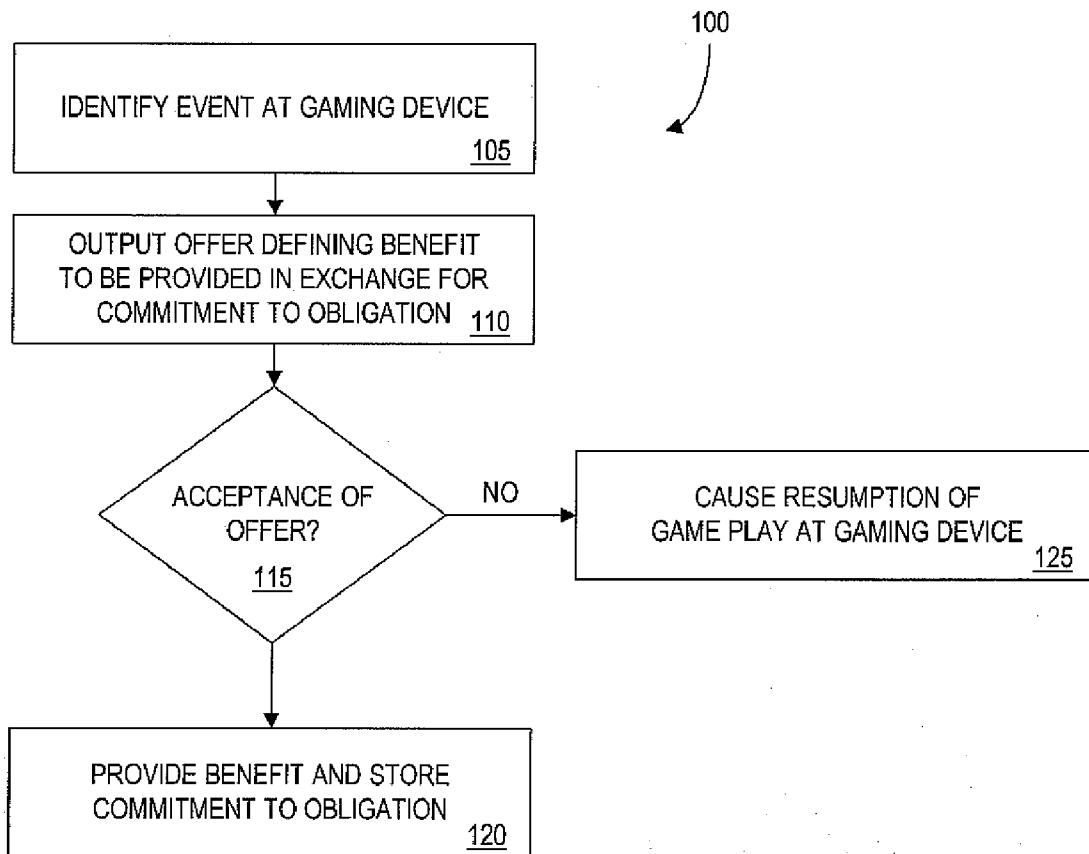 100
IDENTIFY EVENT AT GAMING DEVICE
105
OUTPUT OFFER DEFINING BENEFIT
TO BE PROVIDED IN EXCHANGE FOR
COMMITMENT TO OBLIGATION
110
ACCEPTANCE OF
OFFER?
115
NO
CAUSE RESUMPTION OF
GAME PLAY AT GAMING DEVICE
125
PROVIDE BENEFIT AND STORE
COMMITMENT TO OBLIGATION
120